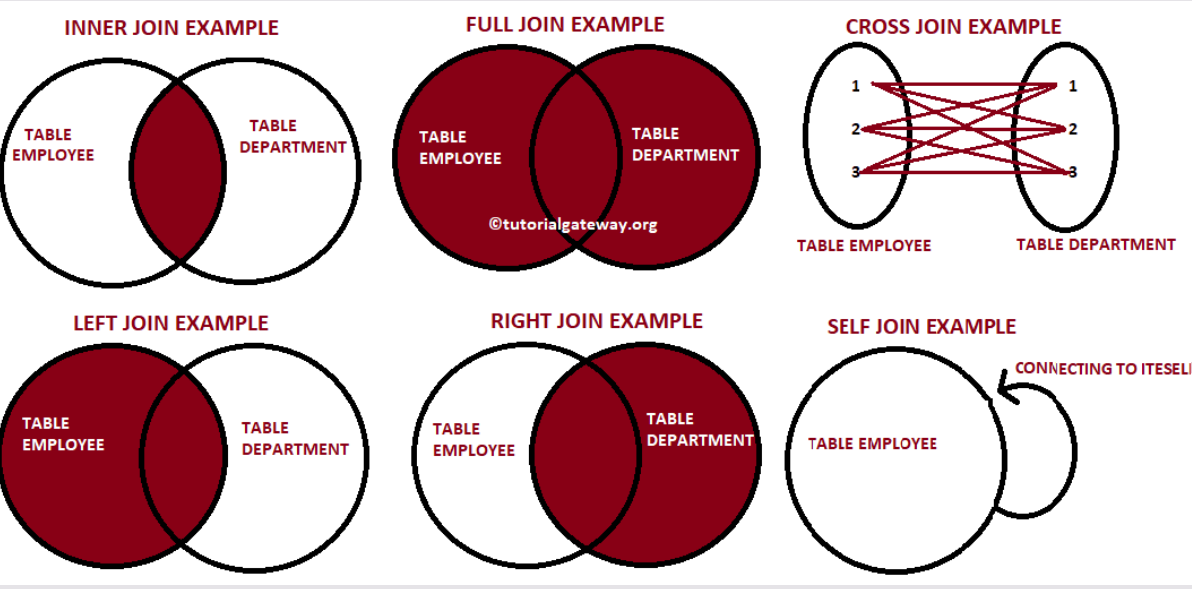 INNER JOIN EXAMPLE
TABLE
EMPLOYEE
TABLE
DEPARTMENT
FULL JOIN EXAMPLE
TABLE
EMPLOYEE
TABLE
DEPARTMENT
©tutorialgateway.org
CROSS JOIN EXAMPLE
1
1
2
2
3
3
TABLE EMPLOYEE
TABLE DEPARTMENT
LEFT JOIN EXAMPLE
TABLE
EMPLOYEE
TABLE
DEPARTMENT
RIGHT JOIN EXAMPLE
TABLE
EMPLOYEE
TABLE
DEPARTMENT
SELF JOIN EXAMPLE
CONNECTING TO ITESELF
TABLE EMPLOYEE